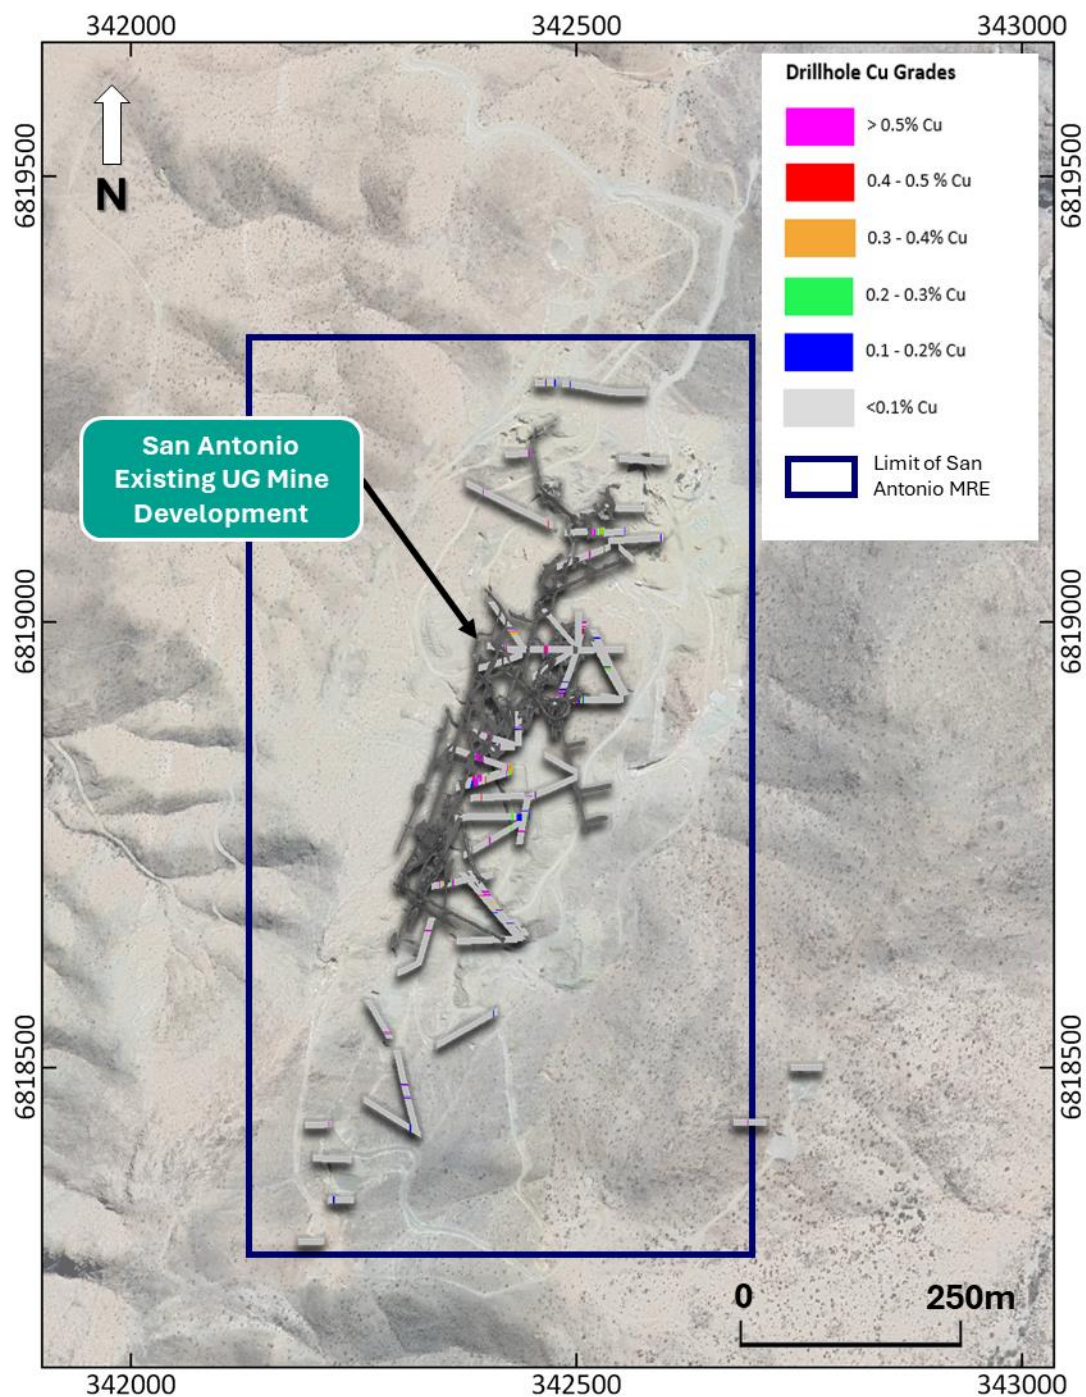 342000
342500
343000
Drillhole Cu Grades
> 0.5% Cu
0.4 - 0.5 % Cu
0.3 - 0.4% Cu
0.2 - 0.3% Cu
0.1 - 0.2% Cu
<0.1% Cu
Limit of San
Antonio MRE
N
6819500
6819500
San Antonio
Existing UG Mine
Development
6819000
6819000
6818500
6818500
0
250m
342000
342500
343000